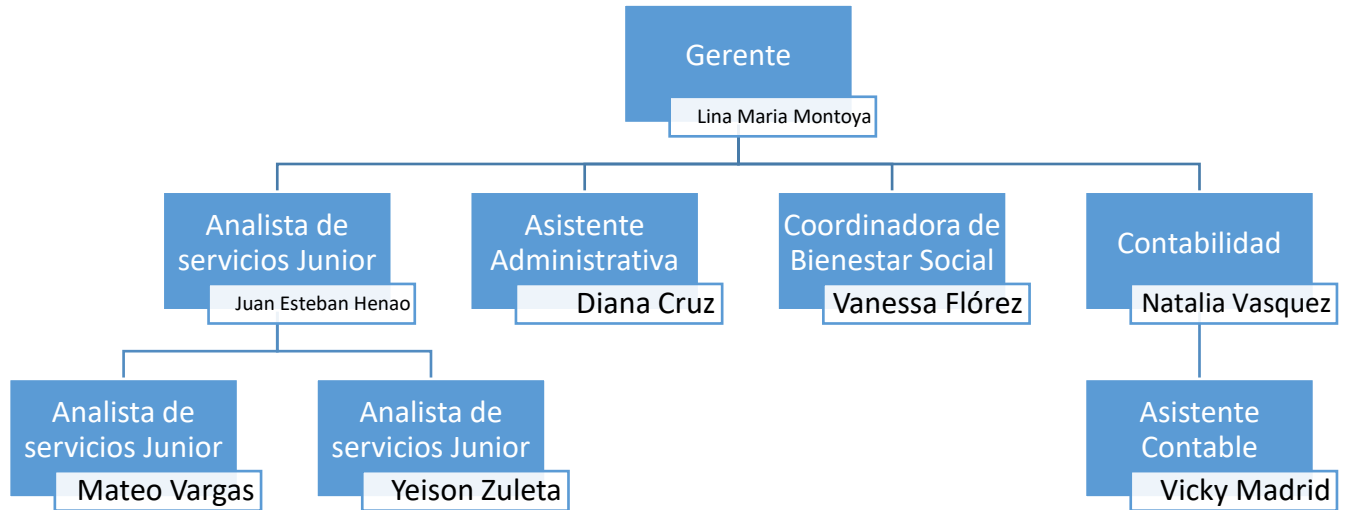 Gerente
Lina Maria Montoya
Analista de
servicios Junior
Juan Esteban Henao
Asistente
Administrativa
Diana Cruz
Coordinadora de
Bienestar Social
Vanessa Flórez
Contabilidad
Natalia Vasquez
Analista de
servicios Junior
Mateo Vargas
Analista de
servicios Junior
Yeison Zuleta
Asistente
Contable
Vicky Madrid